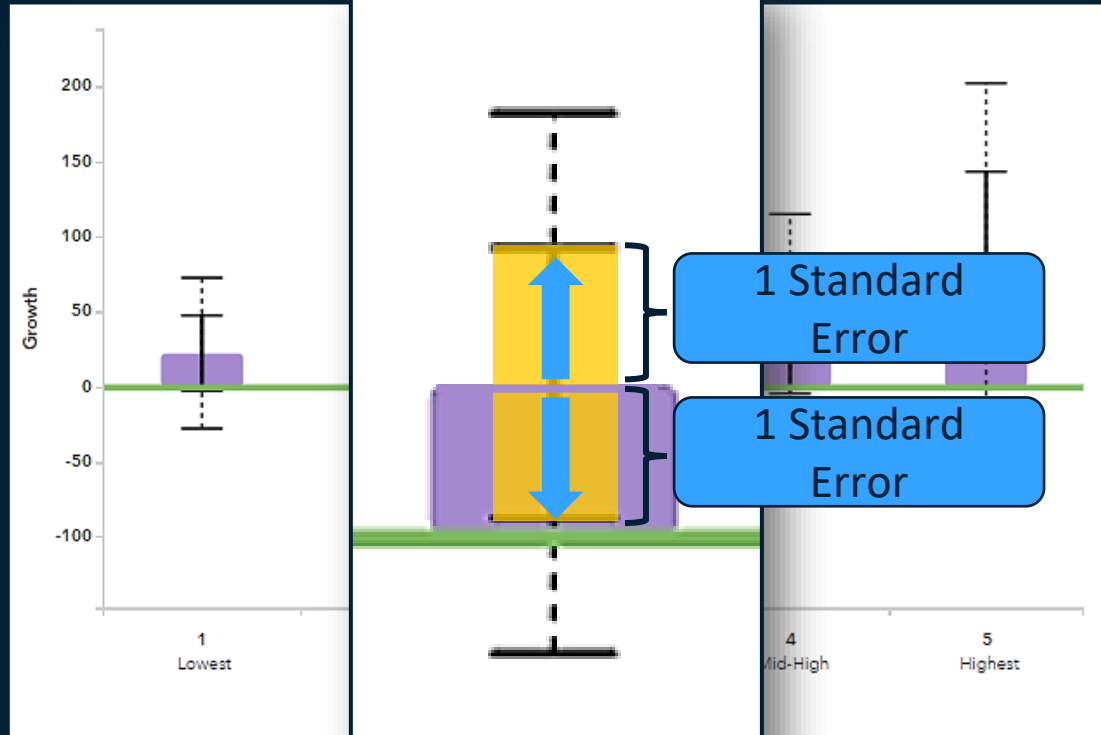 Growth
200
150
100
50
0
-50
-100
1 Standard
Error
1 Standard
Error
1
Lowest
4
Mid-High
5
Highest